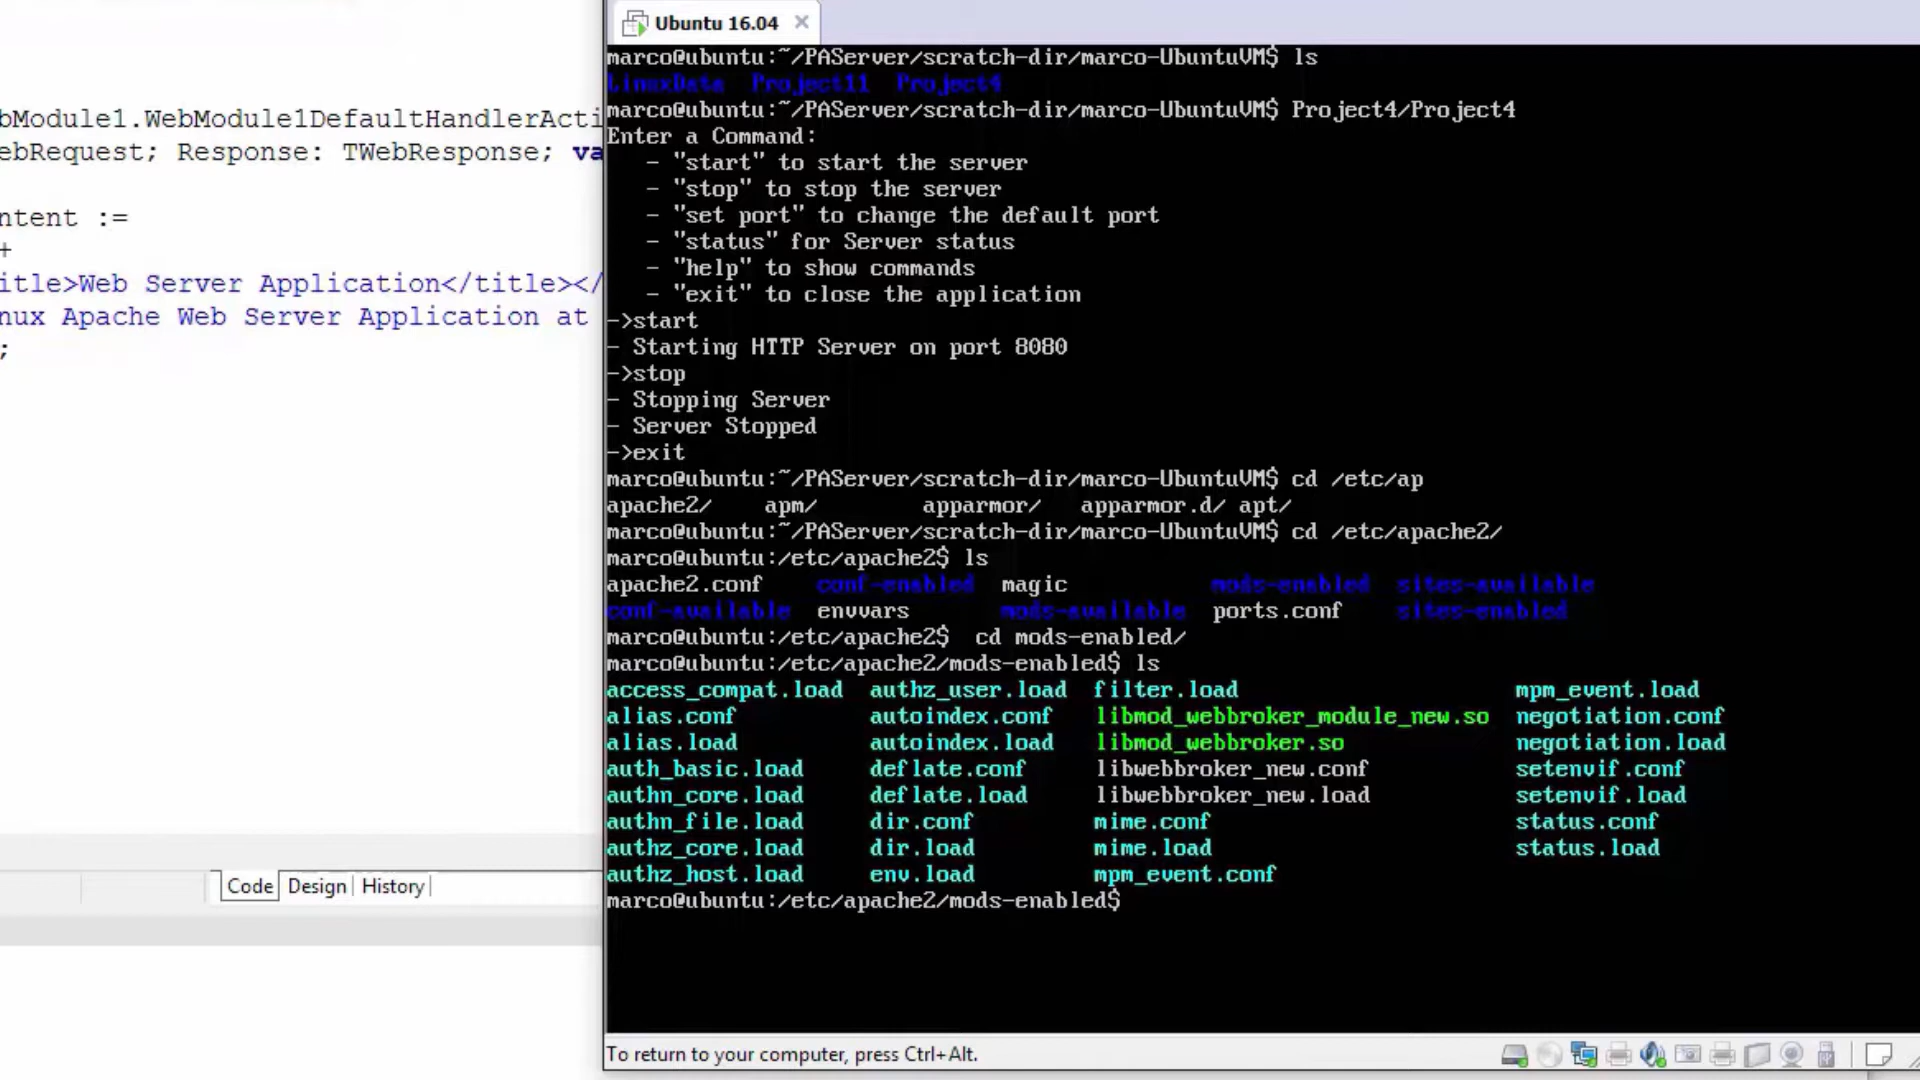 Ubuntu 16.04
bModule1.WebModule1DefaultHandlerActi
ebRequest; Response: TWebResponse; va
ntent :=
+
itle>Web Server Application</title></
nux Apache Web Server Application at
;
Code Design History
marco@ubuntu:~/PAServer/scratch-dir/marco-UbuntuVM$ ls
LinuxData Project11 Project4
marco@ubuntu:~/PAServer/scratch-dir/marco-UbuntuVM$ Project4/Project4
Enter a Command:
- "start" to start the server
- "stop" to stop the server
- "set port" to change the default port
- "status" for Server status
- "help" to show commands
- "exit" to close the application
->start
- Starting HTTP Server on port 8080
->stop
- Stopping Server
- Server Stopped
->exit
marco@ubuntu:~/PAServer/scratch-dir/marco-UbuntuVM$ cd /etc/ap
apache2/ apm/ apparmor/ apparmor.d/ apt/
marco@ubuntu:~/PAServer/scratch-dir/marco-UbuntuVM$ cd /etc/apache2/
marco@ubuntu:/etc/apache2$ ls
apache2.conf conf-enabled magic mods-enabled sites-available
conf-available envvars mods-available ports.conf sites-enabled
marco@ubuntu:/etc/apache2$ cd mods-enabled/
marco@ubuntu:/etc/apache2/mods-enabled$ ls
access_compat.load authz_user.load filter.load mpm_event.load
alias.conf autoindex.conf libmod_webbroker_module_new.so negotiation.conf
alias.load autoindex.load libmod_webbroker.so negotiation.load
auth_basic.load deflate.conf libwebbroker_new.conf setenvif.conf
authn_core.load deflate.load libwebbroker_new.load setenvif.load
authn_file.load dir.conf mime.conf status.conf
authz_core.load dir.load mime.load status.load
authz_host.load env.load mpm_event.conf
marco@ubuntu:/etc/apache2/mods-enabled$
To return to your computer, press Ctrl+Alt.